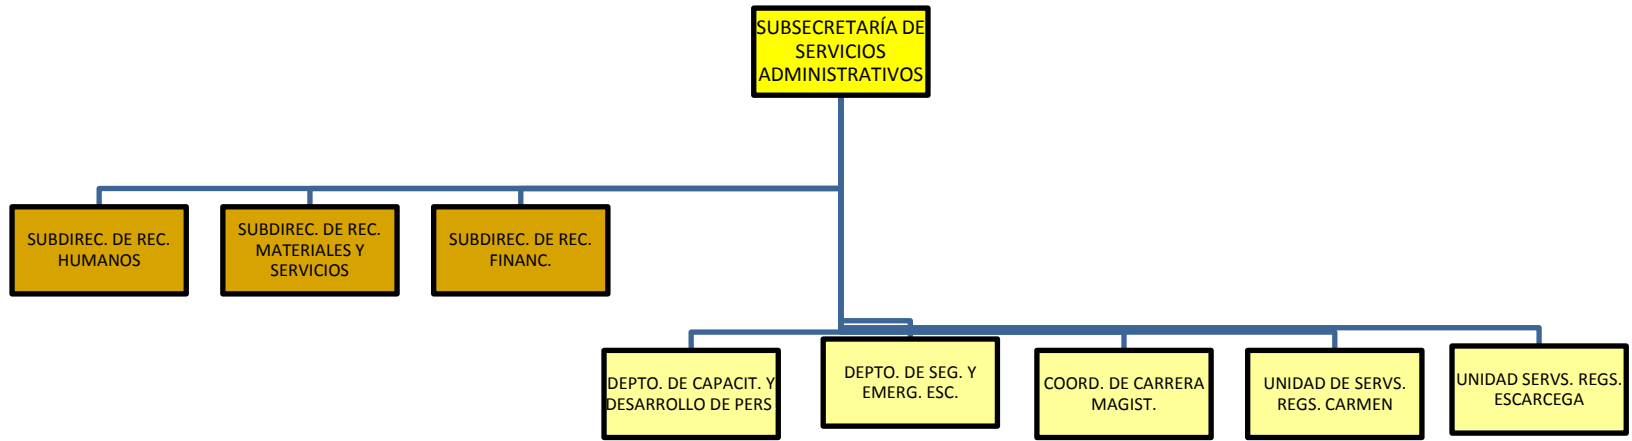 SUBSECRETARÍA DE
SERVICIOS
ADMINISTRATIVOS
SUBDIREC. DE REC.
HUMANOS
SUBDIREC. DE REC.
MATERIALES Y
SERVICIOS
SUBDIREC. DE REC.
FINANC.
DEPTO. DE CAPACIT. Y
DESARROLLO DE PERS
DEPTO. DE SEG. Y
EMERG. ESC.
COORD. DE CARRERA
MAGIST.
UNIDAD DE SERVS.
REGS. CARMEN
UNIDAD SERVS. REGS.
ESCARCEGA